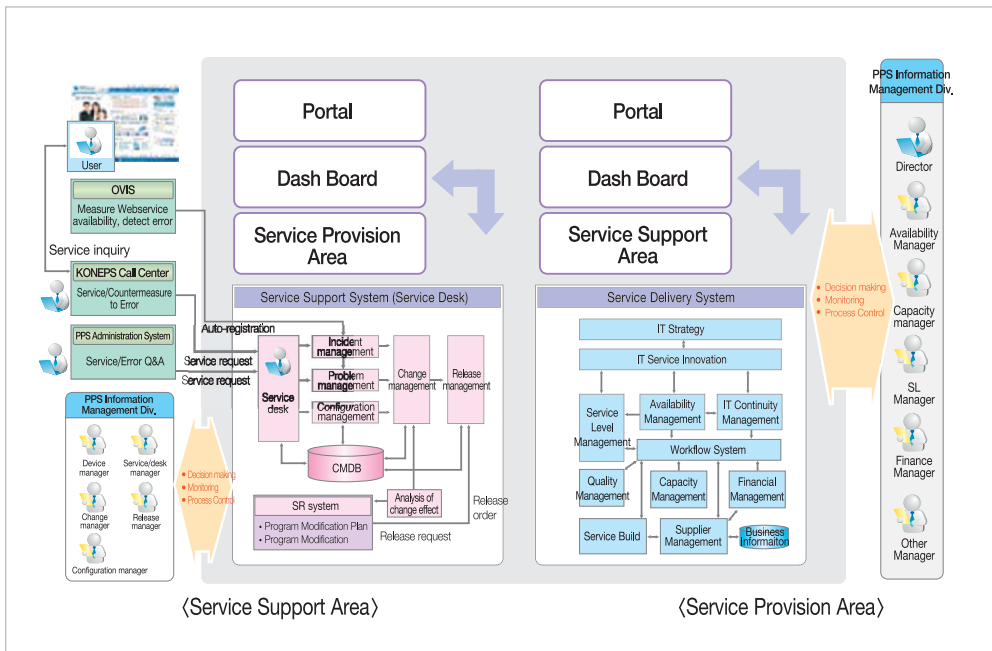 User
OVIS
Measure Webservice
availability, detect error
Service inquiry
KONEPS Call Center
Service/Countermeasure
to Error
PPS Administration System
Service/Error Q&A
PPS Information
Management Div.
Device
manager
Service/desk
manager
Change
manager
Release
manager
Configuration manager
• Decision making
• Monitoring
• Process Control
Portal
Dash Board
Service Provision
Area
Service Support System (Service Desk)
Auto-registration
Service request
Service request
Service
desk
Incident
management
Problem
management
Configuration
management
Change
management
Release
management
CMDB
SR system
• Program Modification Plan
• Program Modification
Analysis of
change effect
Release
order
Release request
〈Service Support Area〉
Portal
Dash Board
Service Support
Area
Service Delivery System
IT Strategy
IT Service Innovation
Service
Level
Management
Availability
Management
IT Continuity
Management
Workflow System
Quality
Management
Capacity
Management
Financial
Management
Service Build
Supplier
Management
Business
Informaiton
〈Service Provision Area〉
• Decision making
• Monitoring
• Process Control
PPS Information
Management Div.
Director
Availability
Manager
Capacity
manager
SL
Manager
Finance
Manager
Other
Manager